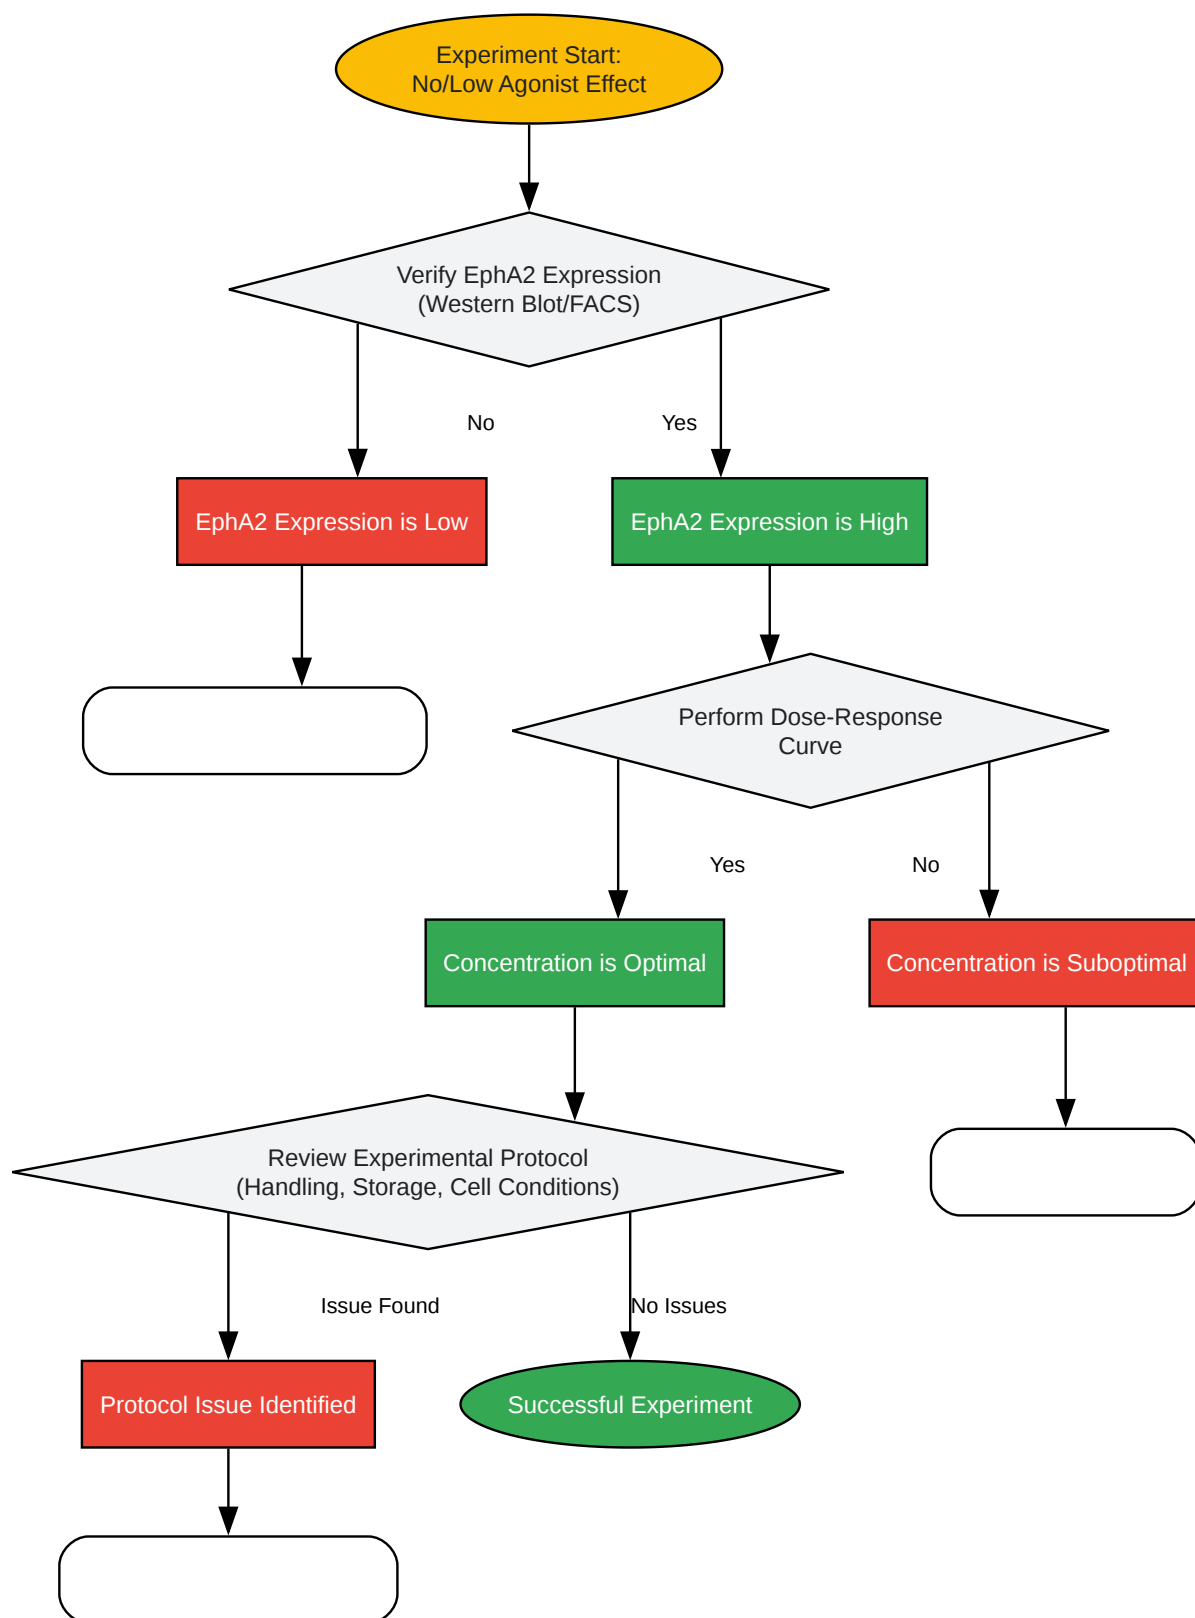 Experiment Start:
No/Low Agonist Effect
Verify EphA2 Expression
(Western Blot/FACS)
No
Yes
EphA2 Expression is Low
EphA2 Expression is High
Perform Dose-Response
Curve
Yes
No
Concentration is Optimal
Concentration is Suboptimal
Review Experimental Protocol
(Handling, Storage, Cell Conditions)
Issue Found
No Issues
Protocol Issue Identified
Successful Experiment